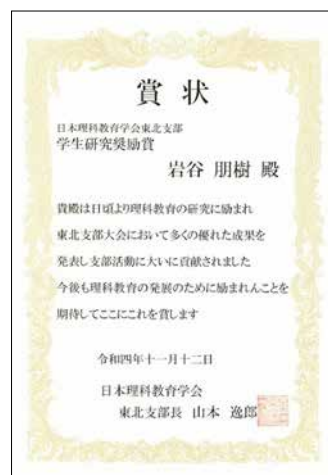 賞状
日本理科教育学会東北支部
学生研究奨励賞
岩谷 朋樹 殿
貴殿は日頃より理科教育の研究に励まれ
東北支部大会において多くの優れた成果を
発表し支部活動に大いに貢献されました
今後も理科教育の発展のために励まれんことを
期待してここにこれを賞します
令和四年十一月十二日
日本理科教育学会
東北支部長 山本 逸郎